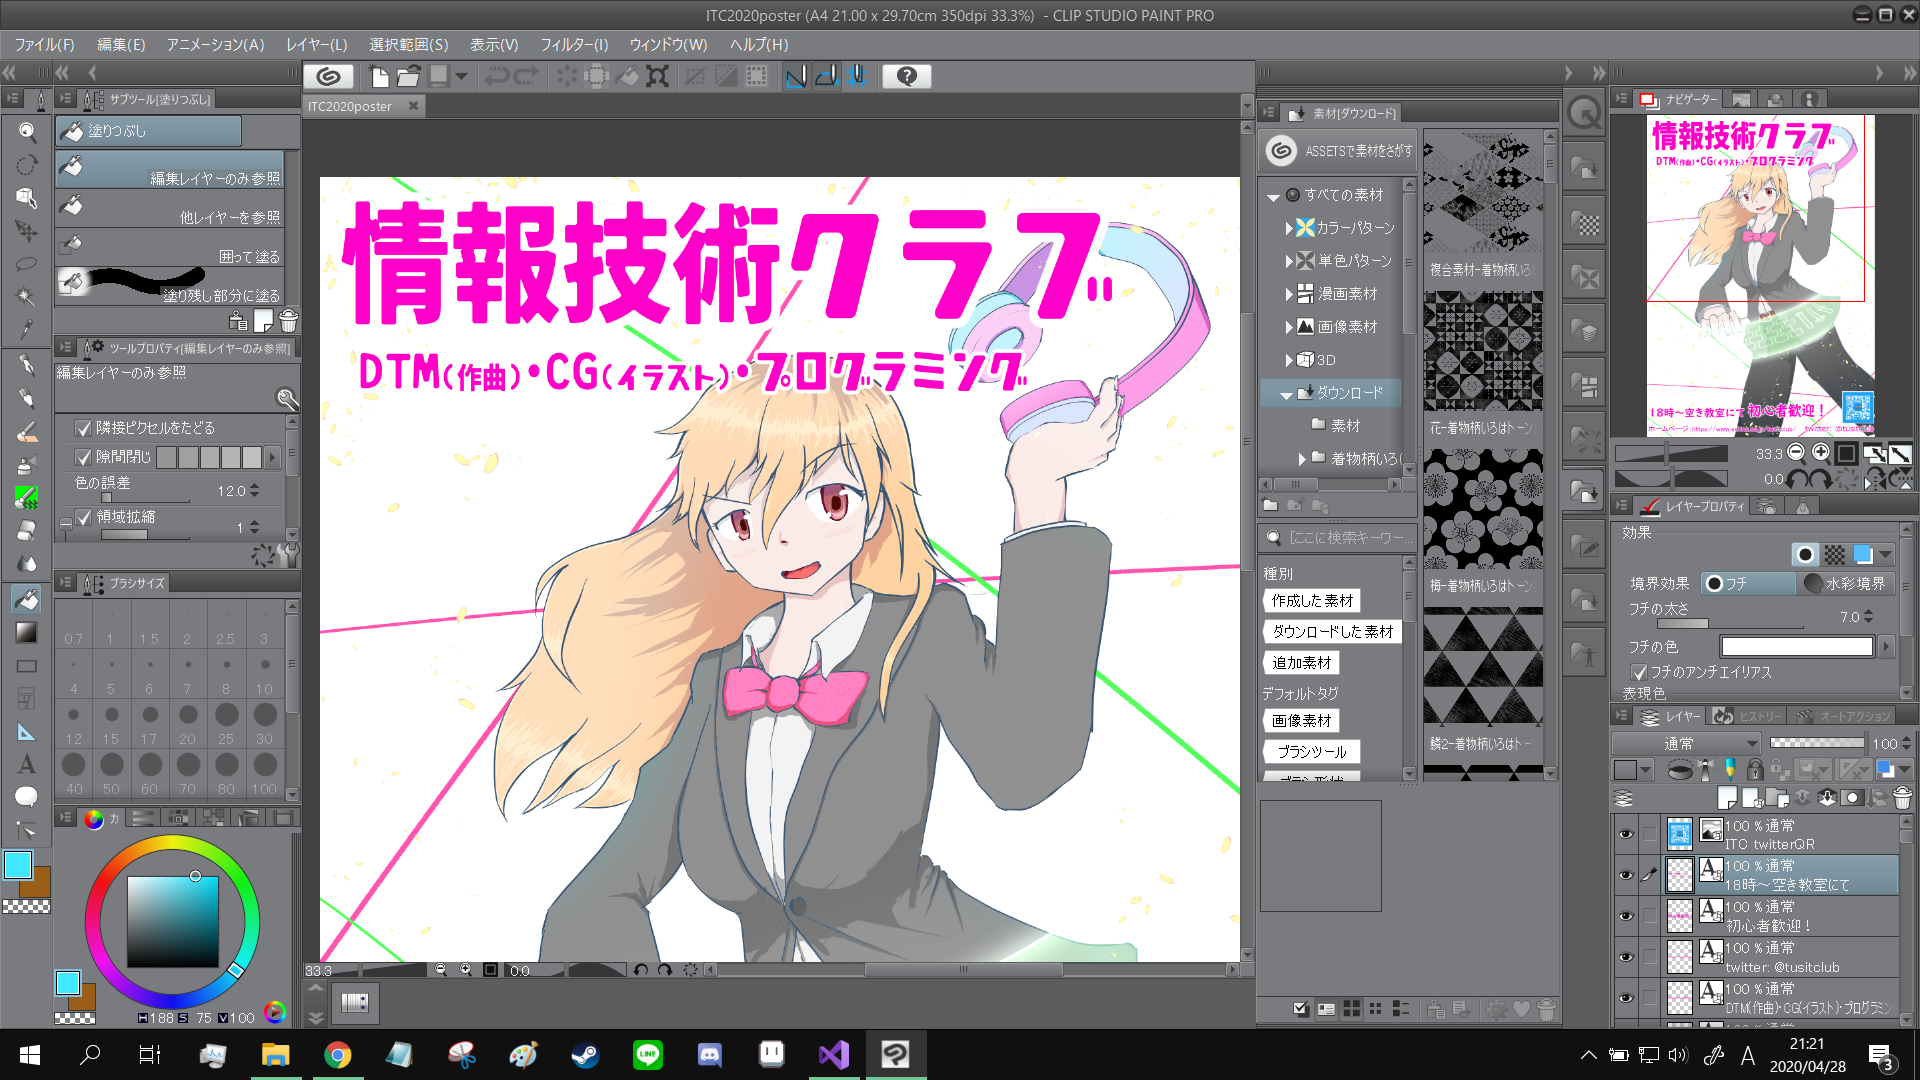 ITC2020poster (A4 21.00 x 29.70cm 350dpi 33.3%) - CLIP STUDIO PAINT PRO
ファイル(F) 編集(E) アニメーション(A) レイヤー(L) 選択範囲(S) 表示(V) フィルター(I) ウィンドウ(W) ヘルプ(H)
サブツール[塗りつぶし]
塗りつぶし
編集レイヤーのみ参照
他レイヤーを参照
囲って塗る
塗り残し部分に塗る
ツールプロパティ[編集レイヤーのみ参照]
編集レイヤーのみ参照
隣接ピクセルをたどる
隙間閉じ
色の誤差 12.0
領域拡縮 1
ブラシサイズ
0.7 1 1.5 2 2.5 3
4 5 6 7 8 10
12 15 17 20 25 30
40 50 60 70 80 100
カ
H 188 S 75 V 100
ITC2020poster
情報技術クラブ
DTM(作曲)・CG(イラスト)・プログラミング
33.3 0.0
素材[ダウンロード]
ASSETSで素材をさがす
すべての素材
カラーパターン
単色パターン
漫画素材
画像素材
3D
ダウンロード
素材
着物柄いろは
[ここに検索キーワー...
種別
作成した素材
ダウンロードした素材
追加素材
デフォルトタグ
画像素材
ブラシツール
ブラシ形状
複合素材-着物柄いろ
花-着物柄いろはトーン
梅-着物柄いろはトーン
鱗2-着物柄いろはトー
ナビゲーター
情報技術クラブ
DTM(作曲)・CG(イラスト)・プログラミング
18時〜空き教室にて 初心者歓迎！
twitter: @tusitclub
33.3
0.0
レイヤープロパティ
効果
境界効果 フチ 水彩境界
フチの太さ 7.0
フチの色
フチのアンチエイリアス
表現色
レイヤー ヒストリー オートアクション
通常 100
100 % 通常
ITC twitterQR
100 % 通常
18時〜空き教室にて
100 % 通常
初心者歓迎！
100 % 通常
twitter: @tusitclub
100 % 通常
DTM(作曲)・CG(イラスト)・プログラミン
LINE
A
21:21
2020/04/28
3